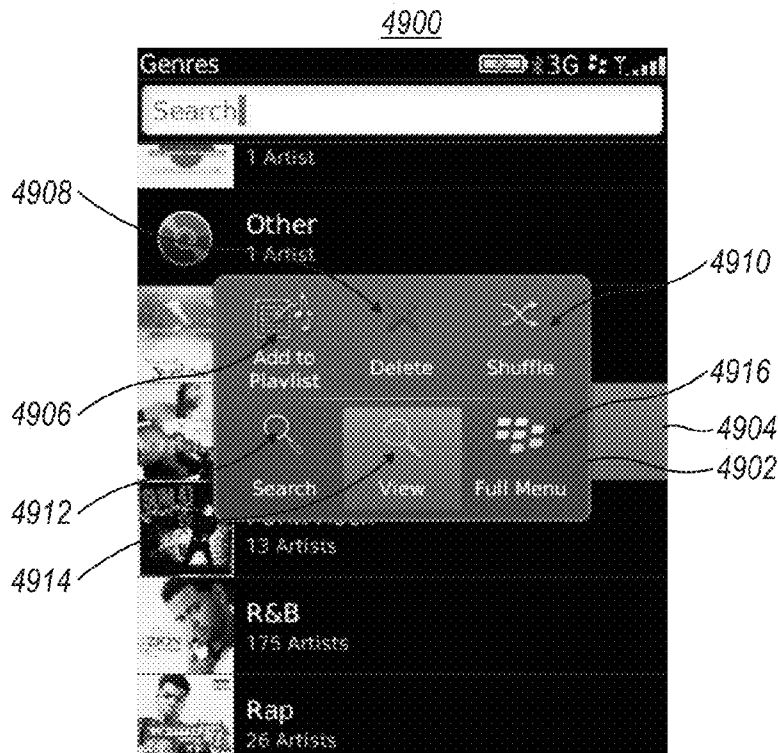 4900
Genres 3G
Search
1 Artist
4908
Other
1 Artist
4910
Add to
Playlist
Delete
Shuffle
4906
4916
4904
4902
Search
View
Full Menu
4912
4914
13 Artists
R&B
175 Artists
Rap
26 Artists